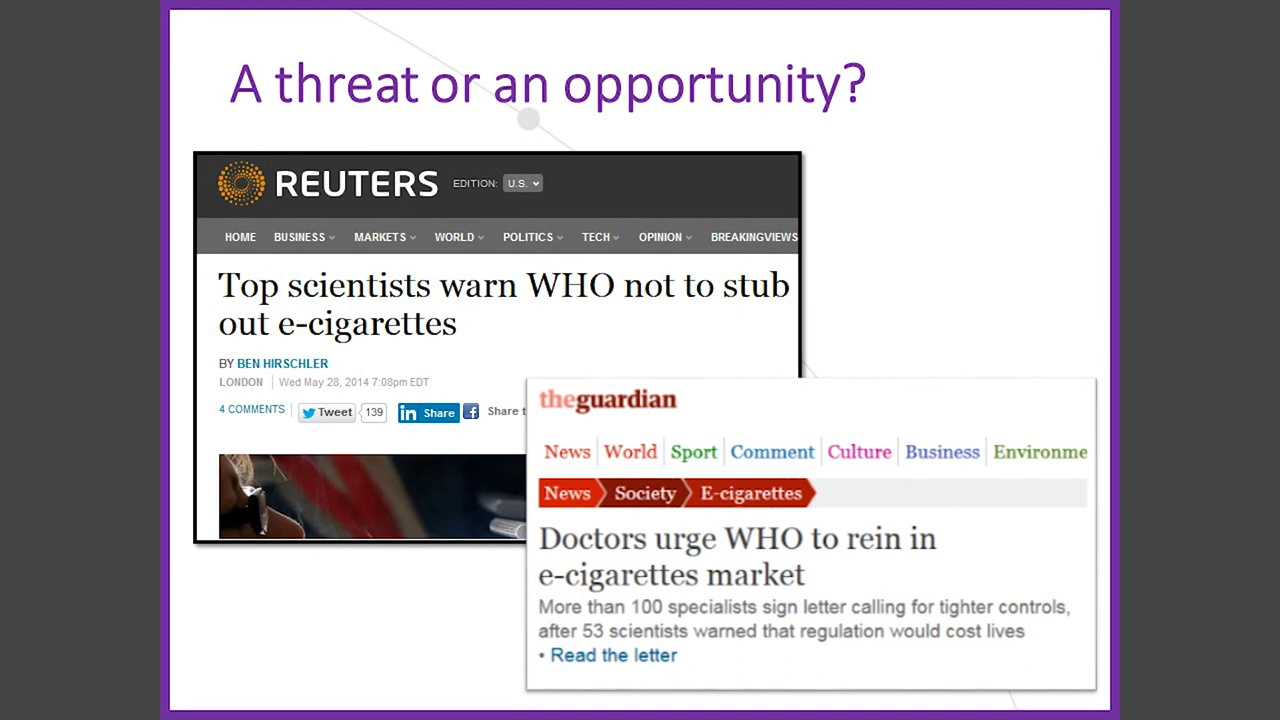 A threat or an opportunity?
REUTERS EDITION: U.S.
HOME BUSINESS MARKETS WORLD POLITICS TECH OPINION BREAKINGVIEWS
Top scientists warn WHO not to stub
out e-cigarettes
BY BEN HIRSCHLER
LONDON Wed May 28, 2014 7:08pm EDT
4 COMMENTS Tweet 139 in Share f Share t
theguardian
News World Sport Comment Culture Business Environme
News Society E-cigarettes
Doctors urge WHO to rein in
e-cigarettes market
More than 100 specialists sign letter calling for tighter controls,
after 53 scientists warned that regulation would cost lives
• Read the letter